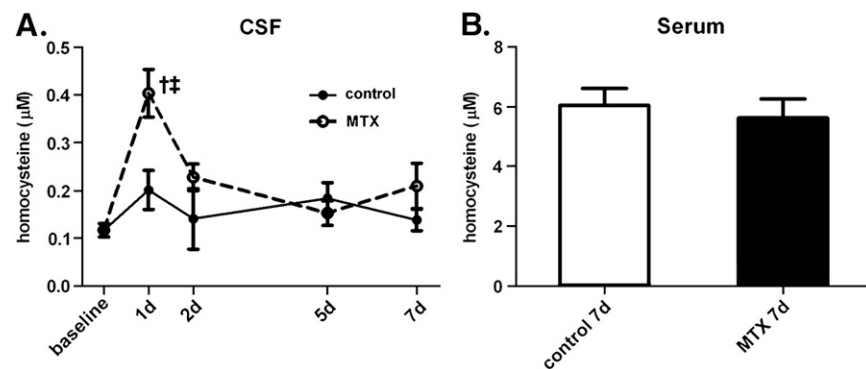 A.
CSF
homocysteine (μM)
0.5
0.4
0.3
0.2
0.1
0.0
†‡
control
MTX
baseline
1d
2d
5d
7d
B.
Serum
homocysteine (μM)
8
6
4
2
0
control 7d
MTX 7d